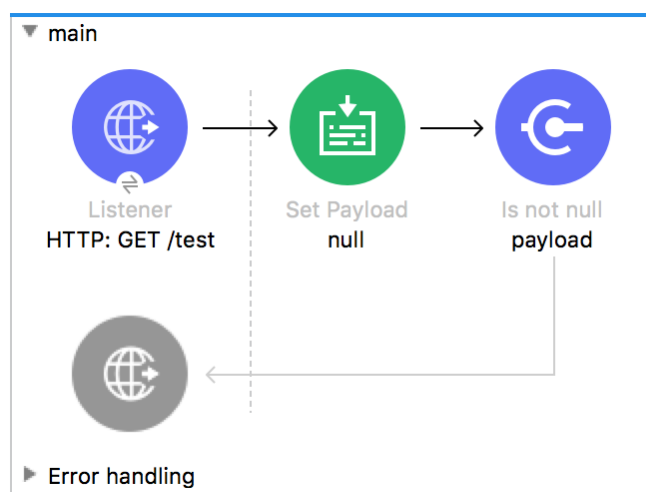 main
Listener
HTTP: GET /test
Set Payload
null
Is not null
payload
Error handling